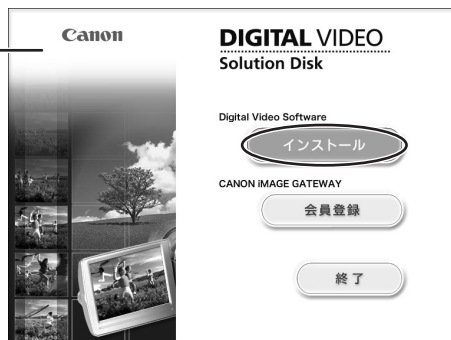 Canon
DIGITAL VIDEO
Solution Disk
Digital Video Software
インストール
CANON iMAGE GATEWAY
会員登録
終了